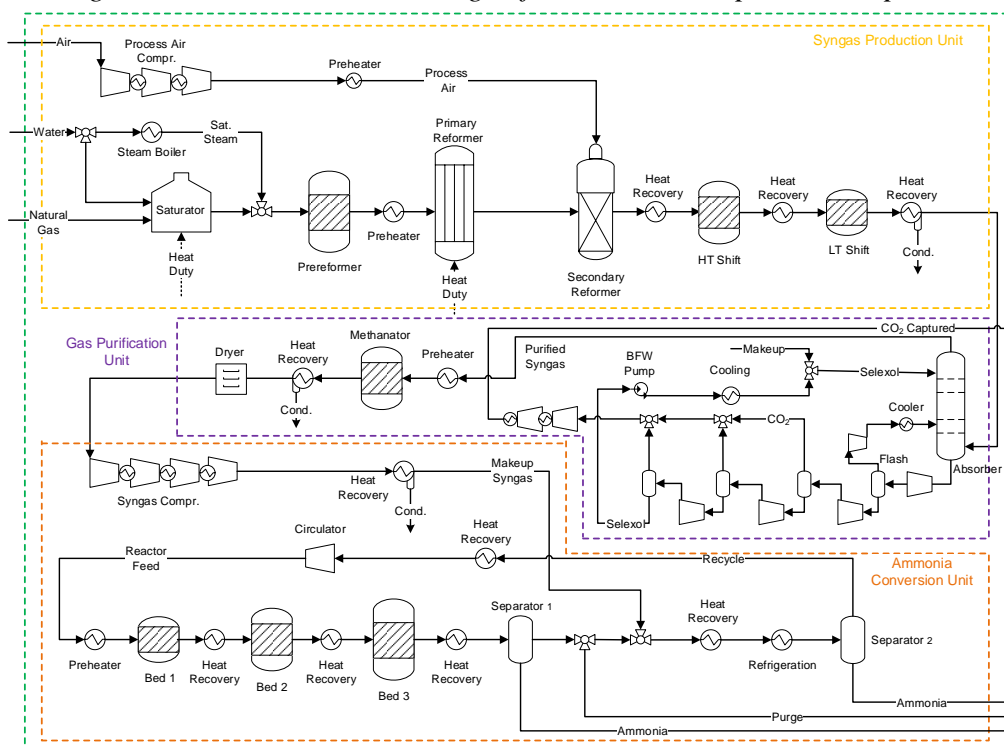 Syngas Production Unit
Air
Process Air
Compr.
Preheater
Process
Air
Water
Sat.
Steam
Steam Boiler
Primary
Reformer
Natural
Gas
Saturator
Heat
Duty
Prereformer
Preheater
Heat
Duty
Secondary
Reformer
Heat
Recovery
HT Shift
Heat
Recovery
LT Shift
Heat
Recovery
Cond.
Gas Purification
Unit
CO2 Captured
Dryer
Heat
Recovery
Cond.
Methanator
Preheater
Purified
Syngas
BFW
Pump
Makeup
Cooling
Selexol
CO2
Cooler
Flash
Absorber
Selexol
Syngas Compr.
Heat
Recovery
Cond.
Makeup
Syngas
Ammonia
Conversion Unit
Reactor
Feed
Circulator
Heat
Recovery
Recycle
Preheater
Bed 1
Heat
Recovery
Bed 2
Heat
Recovery
Bed 3
Heat
Recovery
Separator 1
Heat
Recovery
Refrigeration
Separator 2
Ammonia
Purge
Ammonia